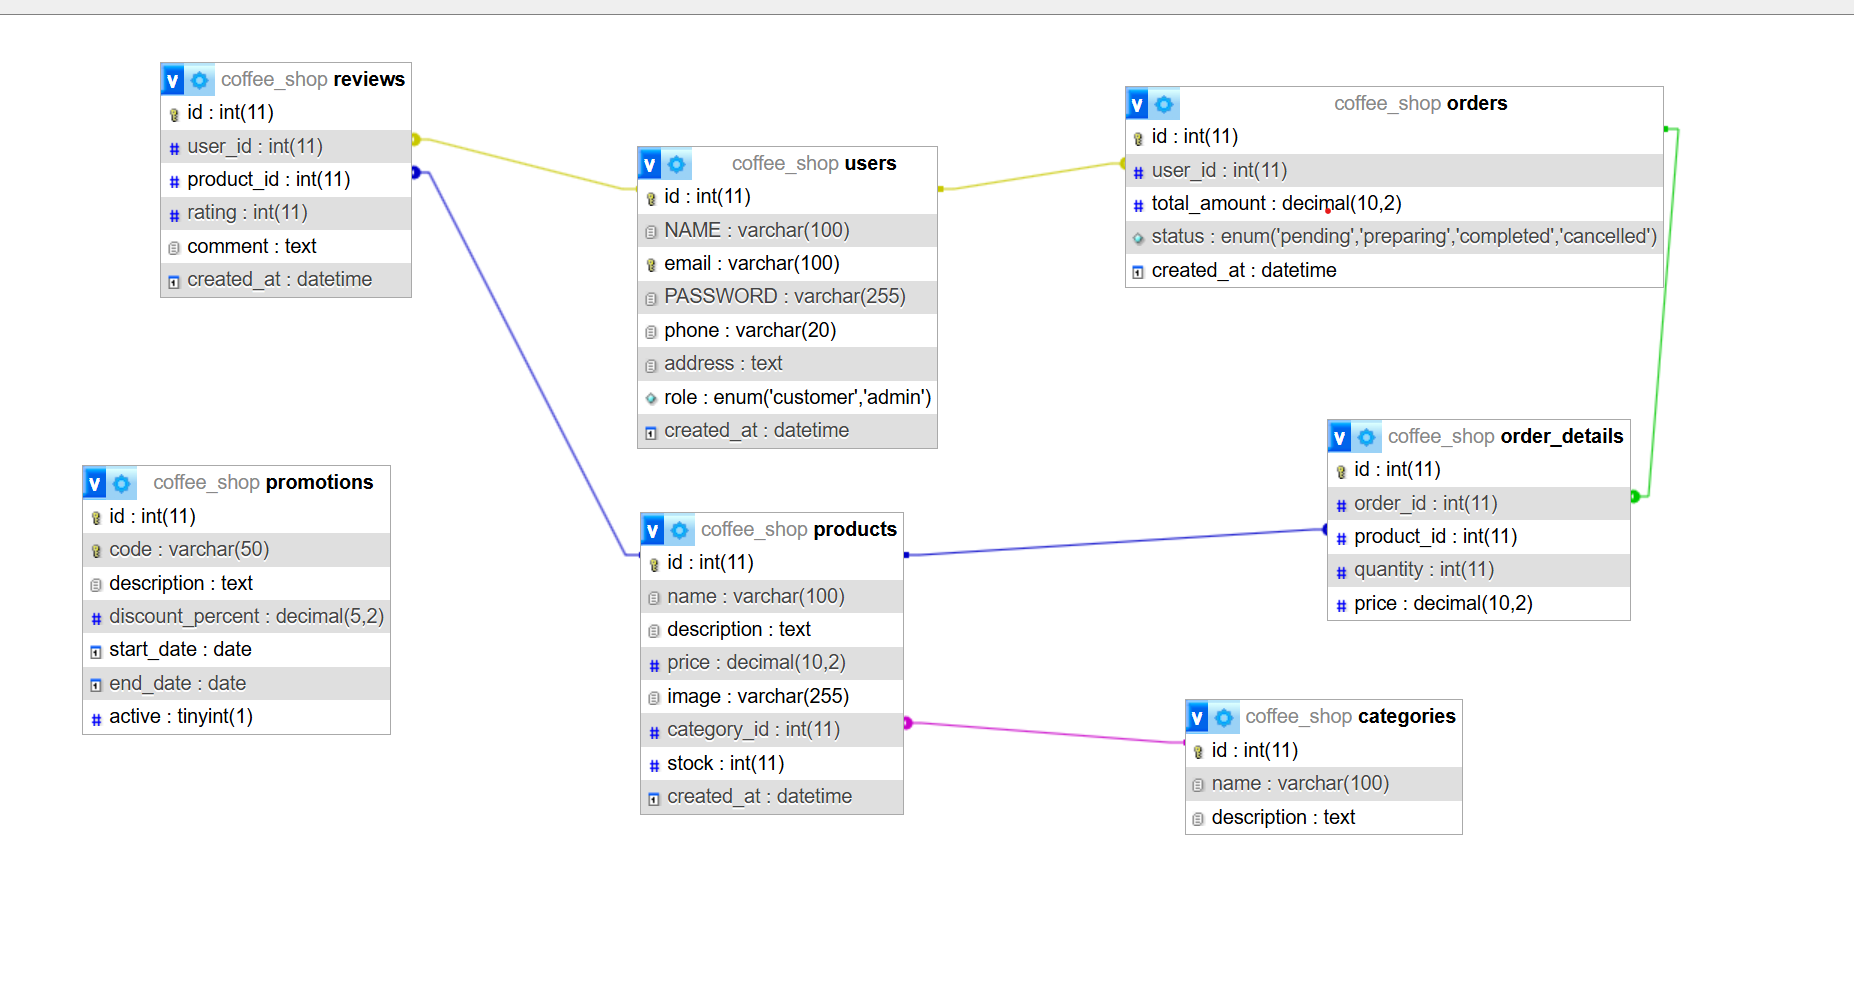 coffee_shop reviews
id : int(11)
user_id : int(11)
product_id : int(11)
rating : int(11)
comment : text
created_at : datetime
coffee_shop users
id : int(11)
NAME : varchar(100)
email : varchar(100)
PASSWORD : varchar(255)
phone : varchar(20)
address : text
role : enum('customer','admin')
created_at : datetime
coffee_shop orders
id : int(11)
user_id : int(11)
total_amount : decimal(10,2)
status : enum('pending','preparing','completed','cancelled')
created_at : datetime
coffee_shop promotions
id : int(11)
code : varchar(50)
description : text
discount_percent : decimal(5,2)
start_date : date
end_date : date
active : tinyint(1)
coffee_shop products
id : int(11)
name : varchar(100)
description : text
price : decimal(10,2)
image : varchar(255)
category_id : int(11)
stock : int(11)
created_at : datetime
coffee_shop order_details
id : int(11)
order_id : int(11)
product_id : int(11)
quantity : int(11)
price : decimal(10,2)
coffee_shop categories
id : int(11)
name : varchar(100)
description : text